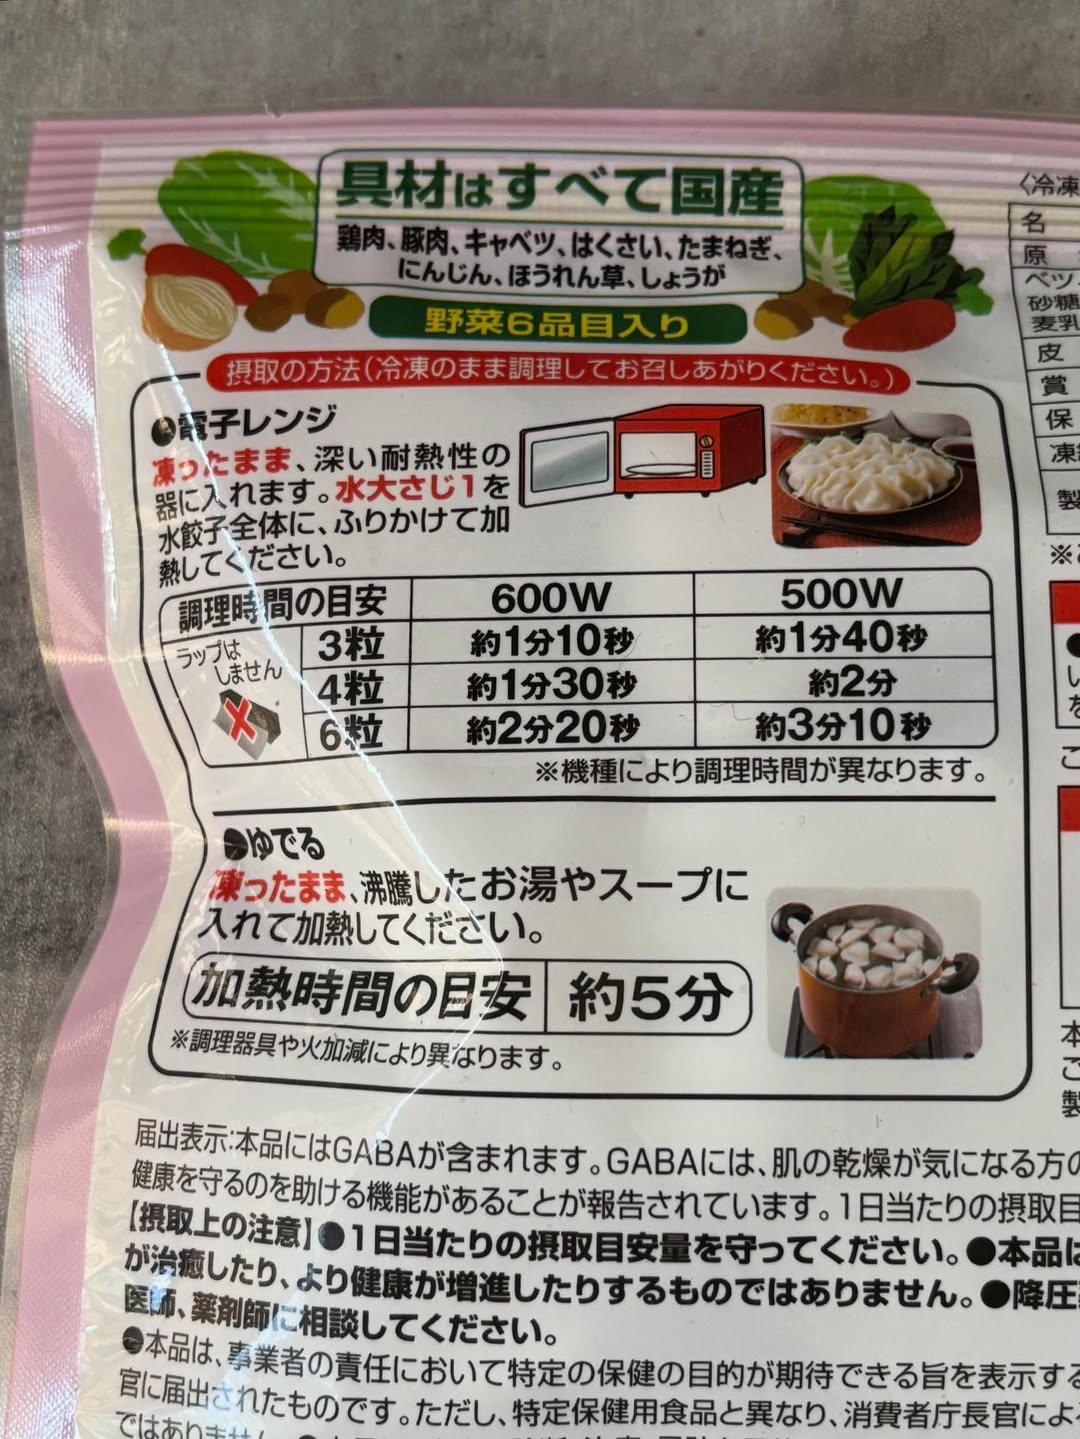 具材はすべて国産
鶏肉、豚肉、キャベツ、はくさい、たまねぎ、
にんじん、ほうれん草、しょうが
野菜6品目入り
摂取の方法(冷凍のまま調理してお召しあがりください。)
●電子レンジ
凍ったまま、深い耐熱性の
器に入れます。水大さじ1を
水餃子全体に、ふりかけて加
熱してください。
調理時間の目安 600W 500W
ラップは
しません
3粒 約1分10秒 約1分40秒
4粒 約1分30秒 約2分
6粒 約2分20秒 約3分10秒
※機種により調理時間が異なります。
●ゆでる
凍ったまま、沸騰したお湯やスープに
入れて加熱してください。
加熱時間の目安 約5分
※調理器具や火加減により異なります。
届出表示:本品にはGABAが含まれます。GABAには、肌の乾燥が気になる方の
健康を守るのを助ける機能があることが報告されています。1日当たりの摂取目
【摂取上の注意】●1日当たりの摂取目安量を守ってください。●本品は
が治癒したり、より健康が増進したりするものではありません。●降圧
医師、薬剤師に相談してください。
●本品は、事業者の責任において特定の保健の目的が期待できる旨を表示する
官に届出されたものです。ただし、特定保健用食品と異なり、消費者庁長官によ
ではありません。
〈冷凍
名
原
ベツ
砂糖
麦乳
皮
賞
保
凍
製
※
●
い
を
こ
本
こ
製